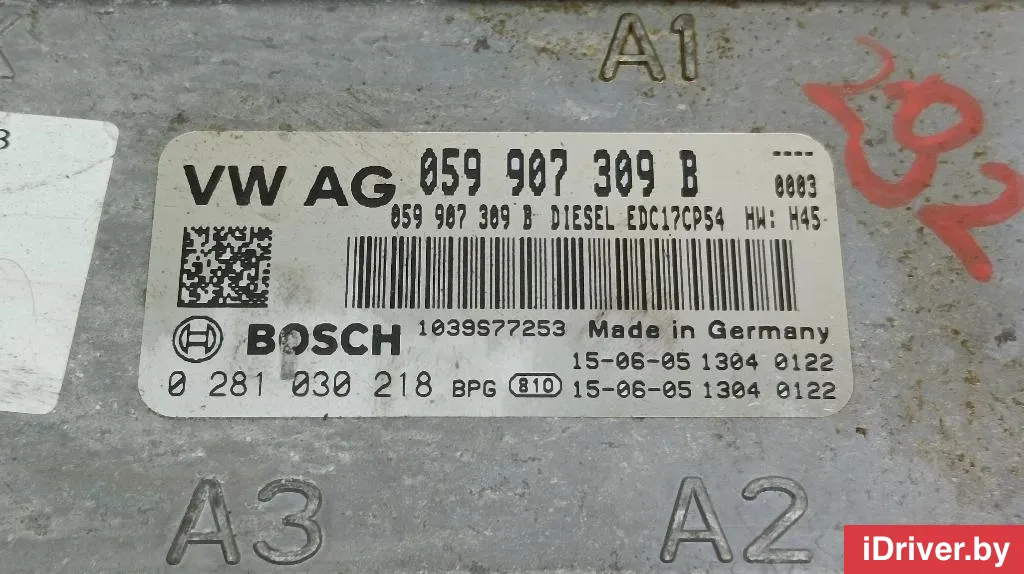 A1
202
VW AG 059 907 309 B ----
0003
059 907 309 B DIESEL EDC17CP54 HW: H45
BOSCH 1039S77253 Made in Germany
15-06-05 1304 0122
0 281 030 218 BPG 810 15-06-05 1304 0122
A3 A2
iDriver.by